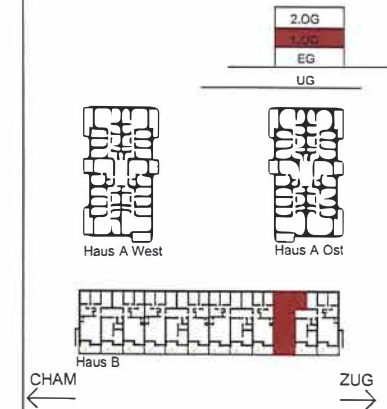 2.OG
1.OG
EG
UG
Haus A West
Haus A Ost
Haus B
CHAM
ZUG